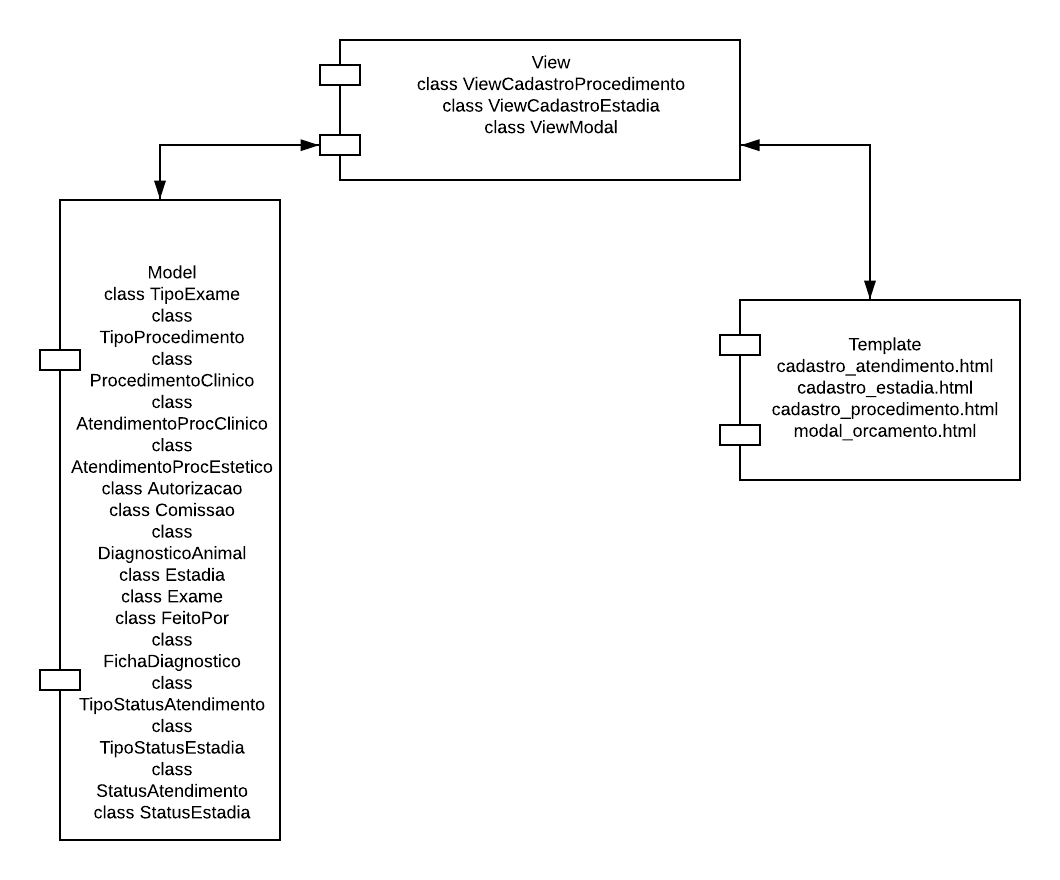 View
class ViewCadastroProcedimento
class ViewCadastroEstadia
class ViewModal
Model
class TipoExame
class
TipoProcedimento
class
ProcedimentoClinico
class
AtendimentoProcClinico
class
AtendimentoProcEstetico
class Autorizacao
class Comissao
class
DiagnosticoAnimal
class Estadia
class Exame
class FeitoPor
class
FichaDiagnostico
class
TipoStatusAtendimento
class
TipoStatusEstadia
class
StatusAtendimento
class StatusEstadia
Template
cadastro_atendimento.html
cadastro_estadia.html
cadastro_procedimento.html
modal_orcamento.html